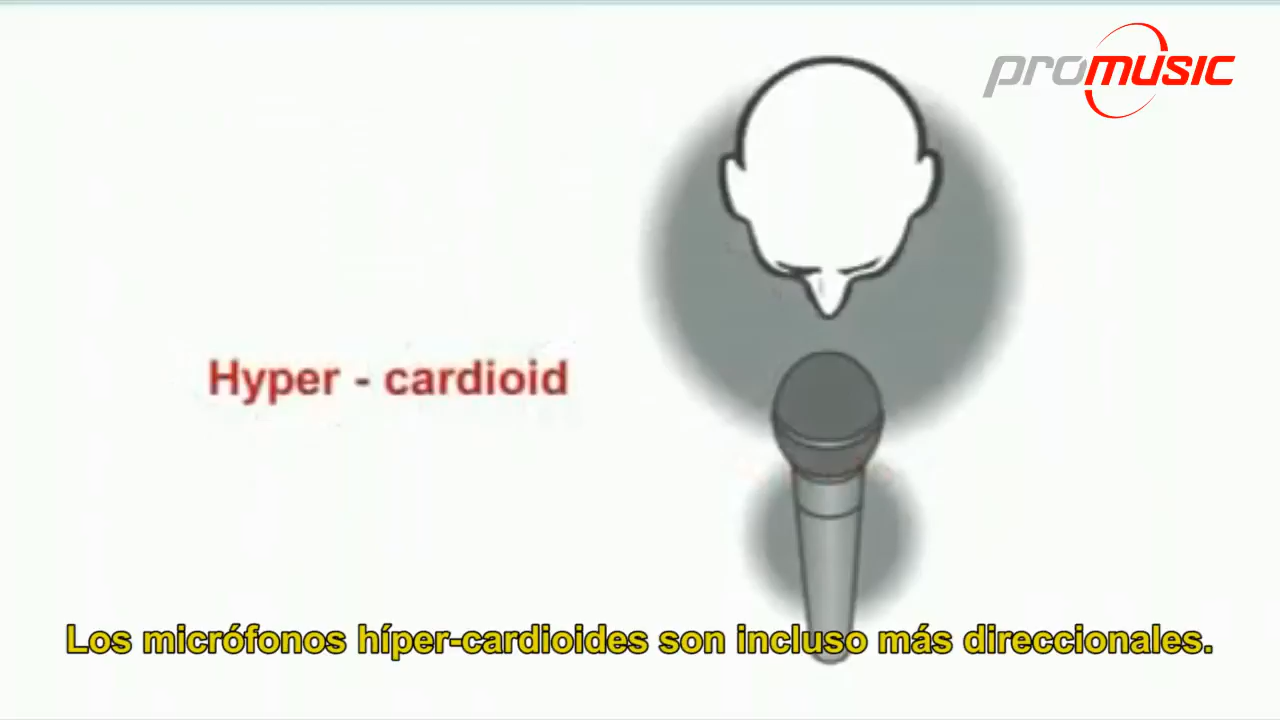 proMUSIC
Hyper - cardioid
Los micrófonos híper-cardioides son incluso más direccionales.